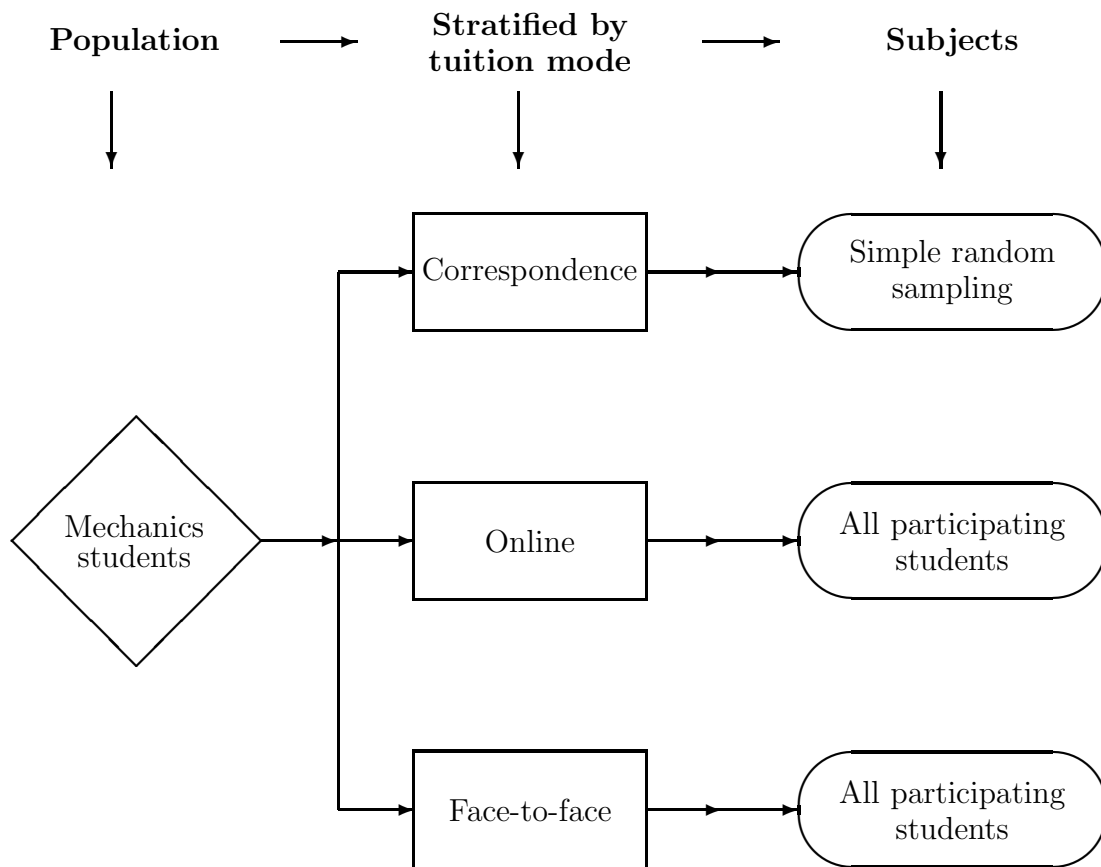 Population
Stratified by
tuition mode
Subjects
Correspondence
Simple random
sampling
Mechanics
students
Online
All participating
students
Face-to-face
All participating
students